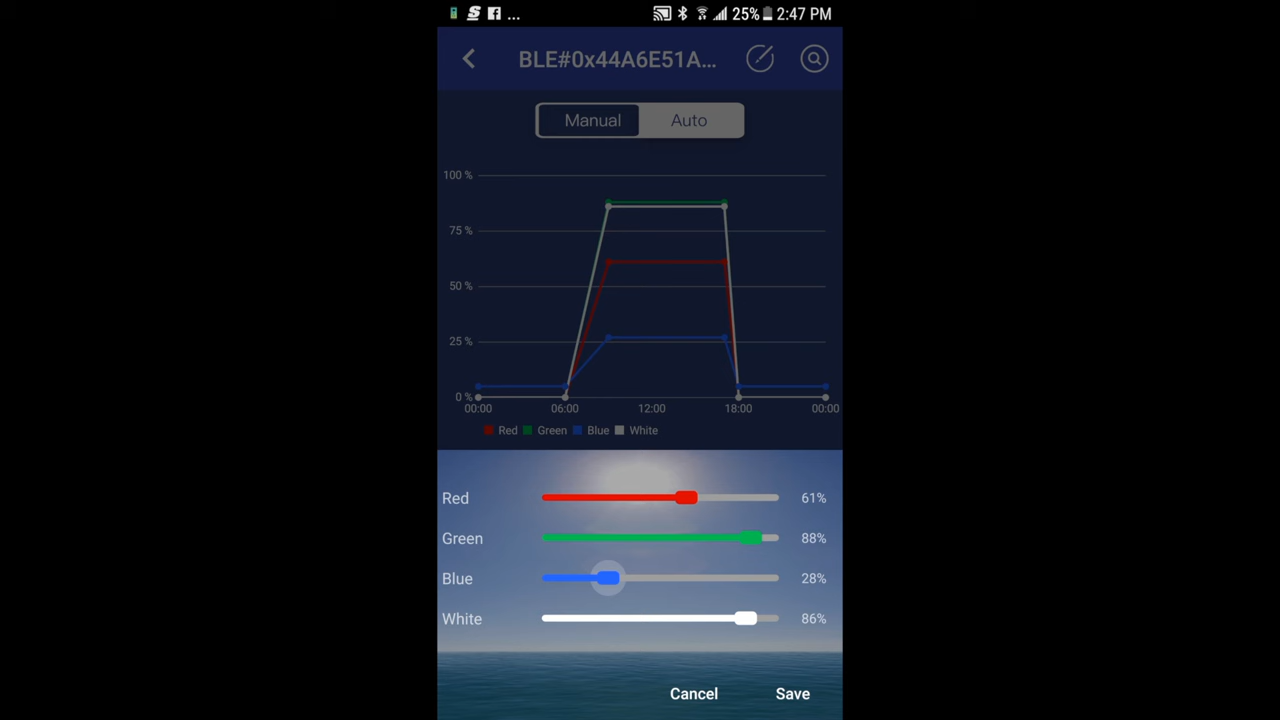 ... 25% 2:47 PM
BLE#0x44A6E51A...
Manual Auto
100 %
75 %
50 %
25 %
0 %
00:00 06:00 12:00 18:00 00:00
Red Green Blue White
Red 61%
Green 88%
Blue 28%
White 86%
Cancel Save